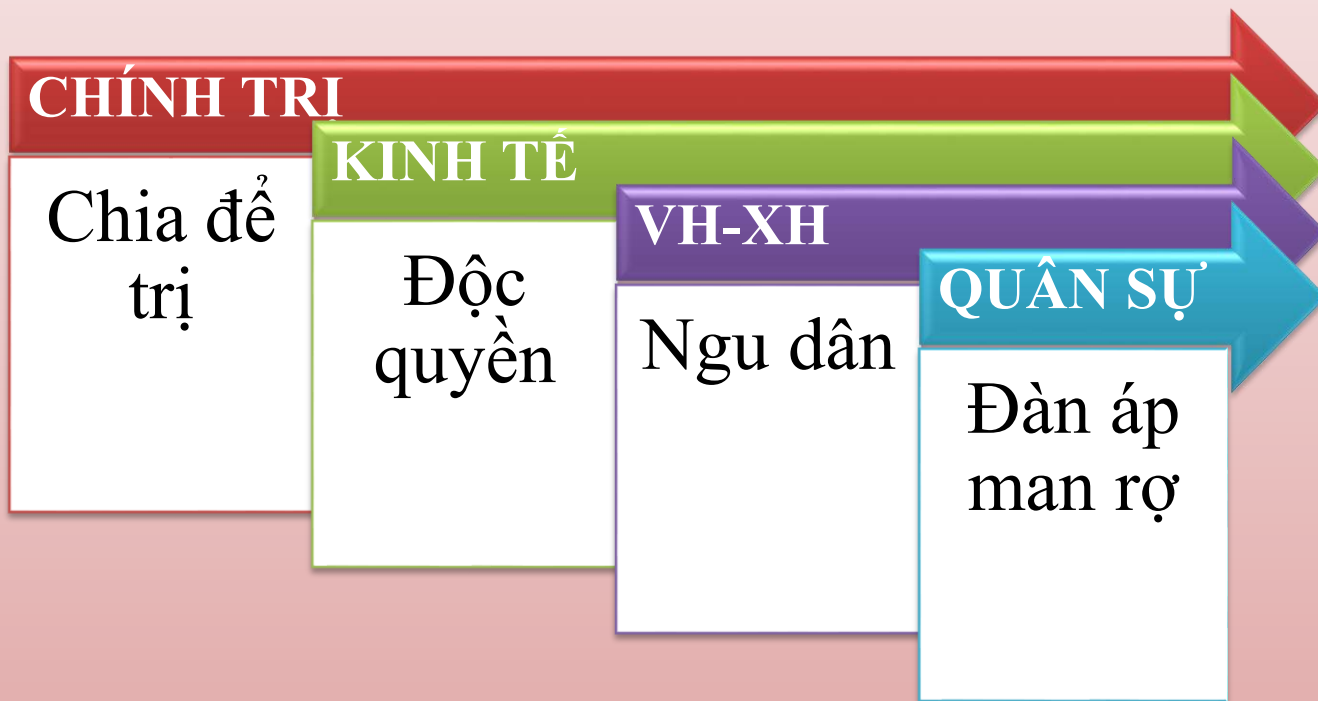 CHÍNH TRỊ
Chia để
trị
KINH TẾ
Độc
quyền
VH-XH
Ngu dân
QUÂN SỰ
Đàn áp
man rợ